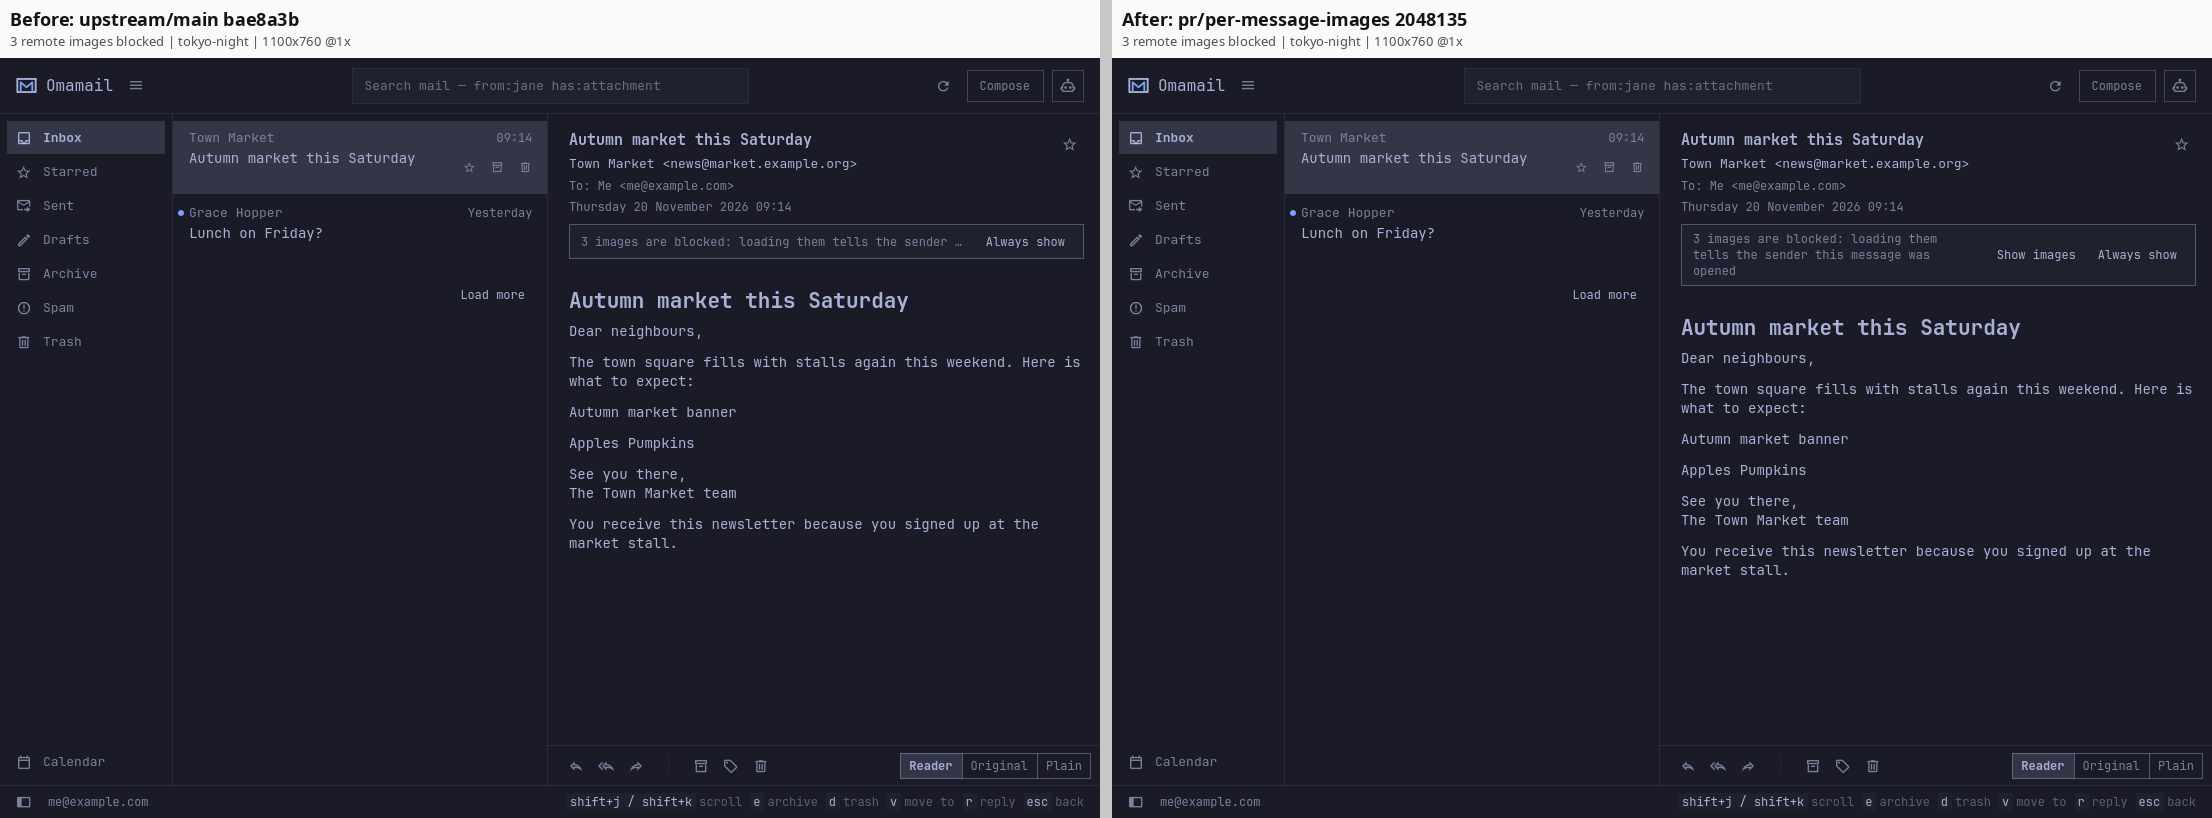 Before: upstream/main bae8a3b
3 remote images blocked | tokyo-night | 1100x760 @1x
Omamail
Search mail — from:jane has:attachment
Compose
Inbox
Starred
Sent
Drafts
Archive
Spam
Trash
Calendar
Town Market 09:14
Autumn market this Saturday
Grace Hopper Yesterday
Lunch on Friday?
Load more
Autumn market this Saturday
Town Market <news@market.example.org>
To: Me <me@example.com>
Thursday 20 November 2026 09:14
3 images are blocked: loading them tells the sender … Always show
Autumn market this Saturday
Dear neighbours,
The town square fills with stalls again this weekend. Here is
what to expect:
Autumn market banner
Apples Pumpkins
See you there,
The Town Market team
You receive this newsletter because you signed up at the
market stall.
Reader Original Plain
me@example.com
shift+j / shift+k scroll e archive d trash v move to r reply esc back
After: pr/per-message-images 2048135
3 remote images blocked | tokyo-night | 1100x760 @1x
Omamail
Search mail — from:jane has:attachment
Compose
Inbox
Starred
Sent
Drafts
Archive
Spam
Trash
Calendar
Town Market 09:14
Autumn market this Saturday
Grace Hopper Yesterday
Lunch on Friday?
Load more
Autumn market this Saturday
Town Market <news@market.example.org>
To: Me <me@example.com>
Thursday 20 November 2026 09:14
3 images are blocked: loading them
tells the sender this message was
opened
Show images Always show
Autumn market this Saturday
Dear neighbours,
The town square fills with stalls again this weekend. Here is
what to expect:
Autumn market banner
Apples Pumpkins
See you there,
The Town Market team
You receive this newsletter because you signed up at the
market stall.
Reader Original Plain
me@example.com
shift+j / shift+k scroll e archive d trash v move to r reply esc back